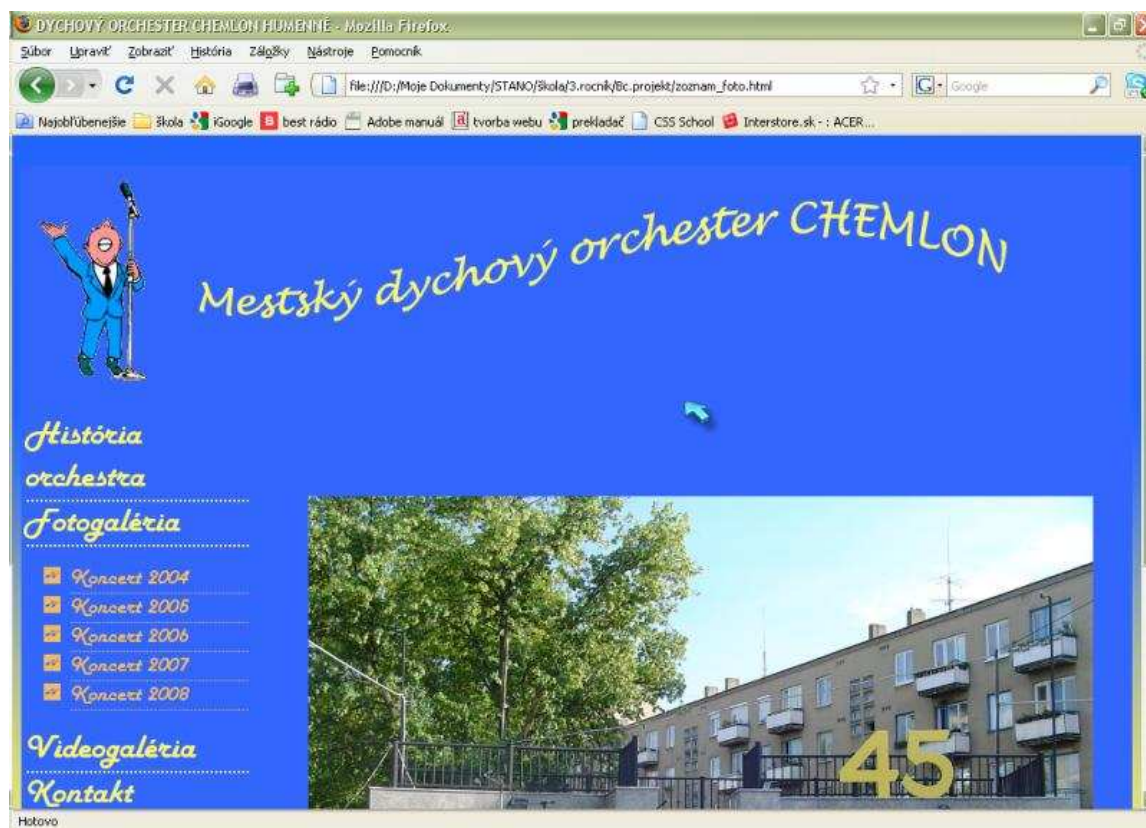 DYCHOVÝ ORCHESTER CHEMLON HUMENNÉ - Mozilla Firefox
Súbor Upraviť Zobraziť História Záložky Nástroje Pomocník
file:///D:/Moje Dokumenty/STANO/škola/3.rocník/Bc.projekt/zoznam_foto.html
G Google
Najobľúbenejšie škola iGoogle best rádio Adobe manuál tvorba webu prekladač CSS School Interstore.sk - : ACER...
Mestský dychový orchester CHEMLON
História
orchestra
Fotogaléria
Koncert 2004
Koncert 2005
Koncert 2006
Koncert 2007
Koncert 2008
Videogaléria
Kontakt
45
Hotovo